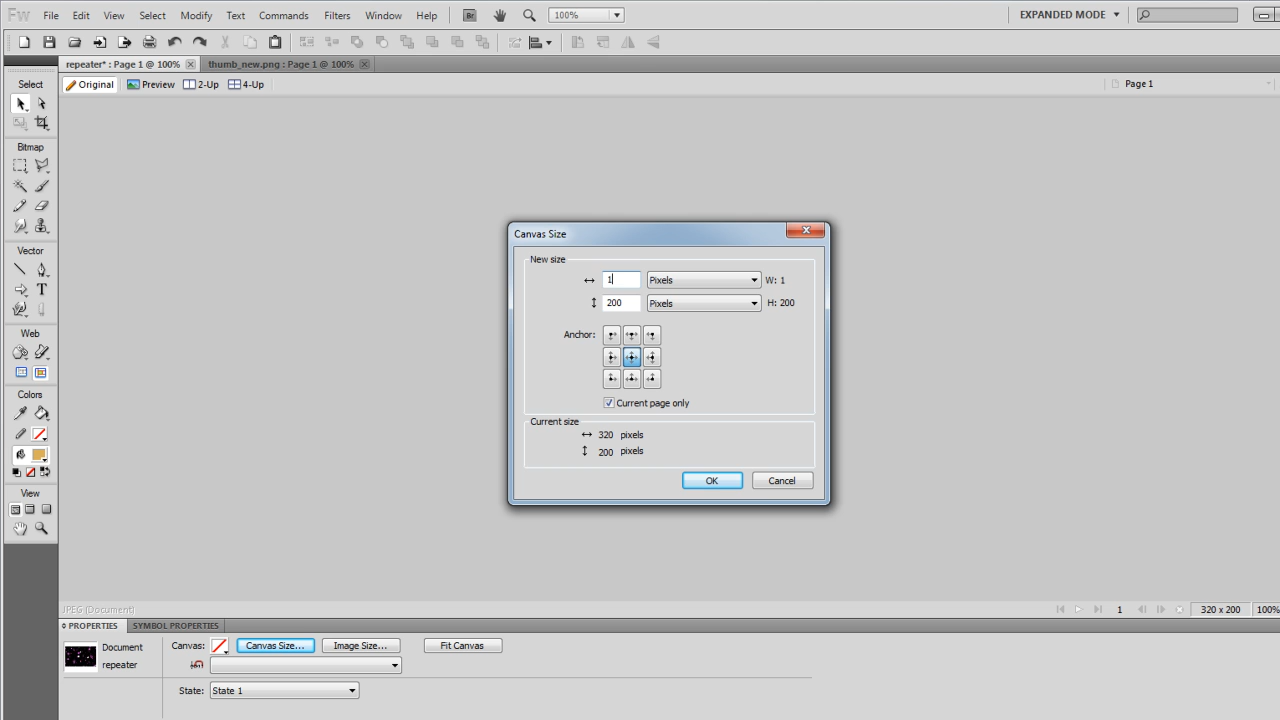 Fw File Edit View Select Modify Text Commands Filters Window Help Br 100% EXPANDED MODE
repeater* : Page 1 @ 100% thumb_new.png : Page 1 @ 100%
Select
Original Preview 2-Up 4-Up Page 1
Bitmap
Vector
T
Web
Colors
View
Canvas Size
New size
1 Pixels W: 1
200 Pixels H: 200
Anchor:
Current page only
Current size
320 pixels
200 pixels
OK Cancel
JPEG (Document) 1 320 x 200 100%
PROPERTIES SYMBOL PROPERTIES
Document Canvas: Canvas Size... Image Size... Fit Canvas
repeater
State: State 1